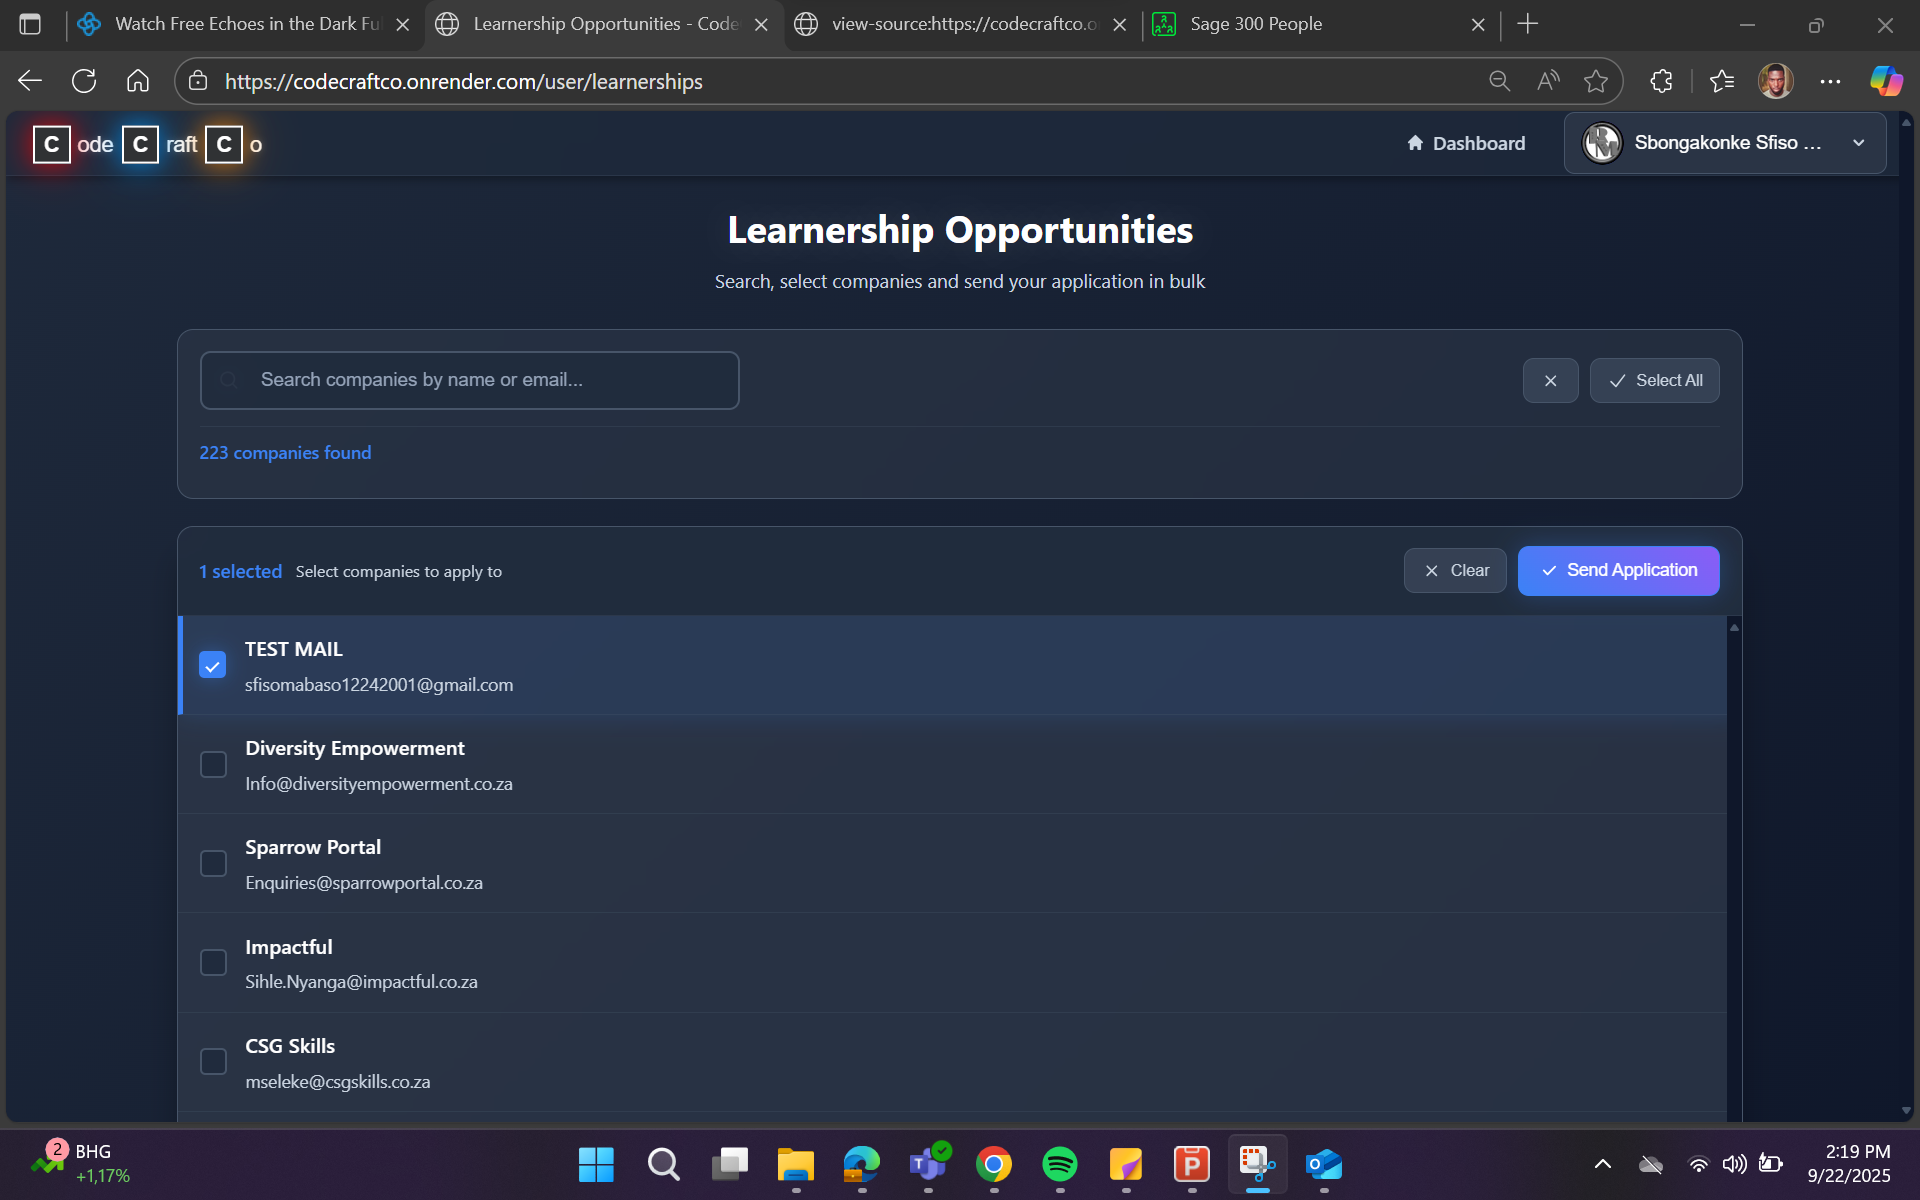 Watch Free Echoes in the Dark Ful
Learnership Opportunities - Code
view-source:https://codecraftco.o
Sage 300 People
https://codecraftco.onrender.com/user/learnerships
C ode C raft C o
Dashboard
Sbongakonke Sfiso ...
Learnership Opportunities
Search, select companies and send your application in bulk
Search companies by name or email...
Select All
223 companies found
1 selected Select companies to apply to
Clear
Send Application
TEST MAIL
sfisomabaso12242001@gmail.com
Diversity Empowerment
Info@diversityempowerment.co.za
Sparrow Portal
Enquiries@sparrowportal.co.za
Impactful
Sihle.Nyanga@impactful.co.za
CSG Skills
mseleke@csgskills.co.za
2
BHG
+1,17%
2:19 PM
9/22/2025